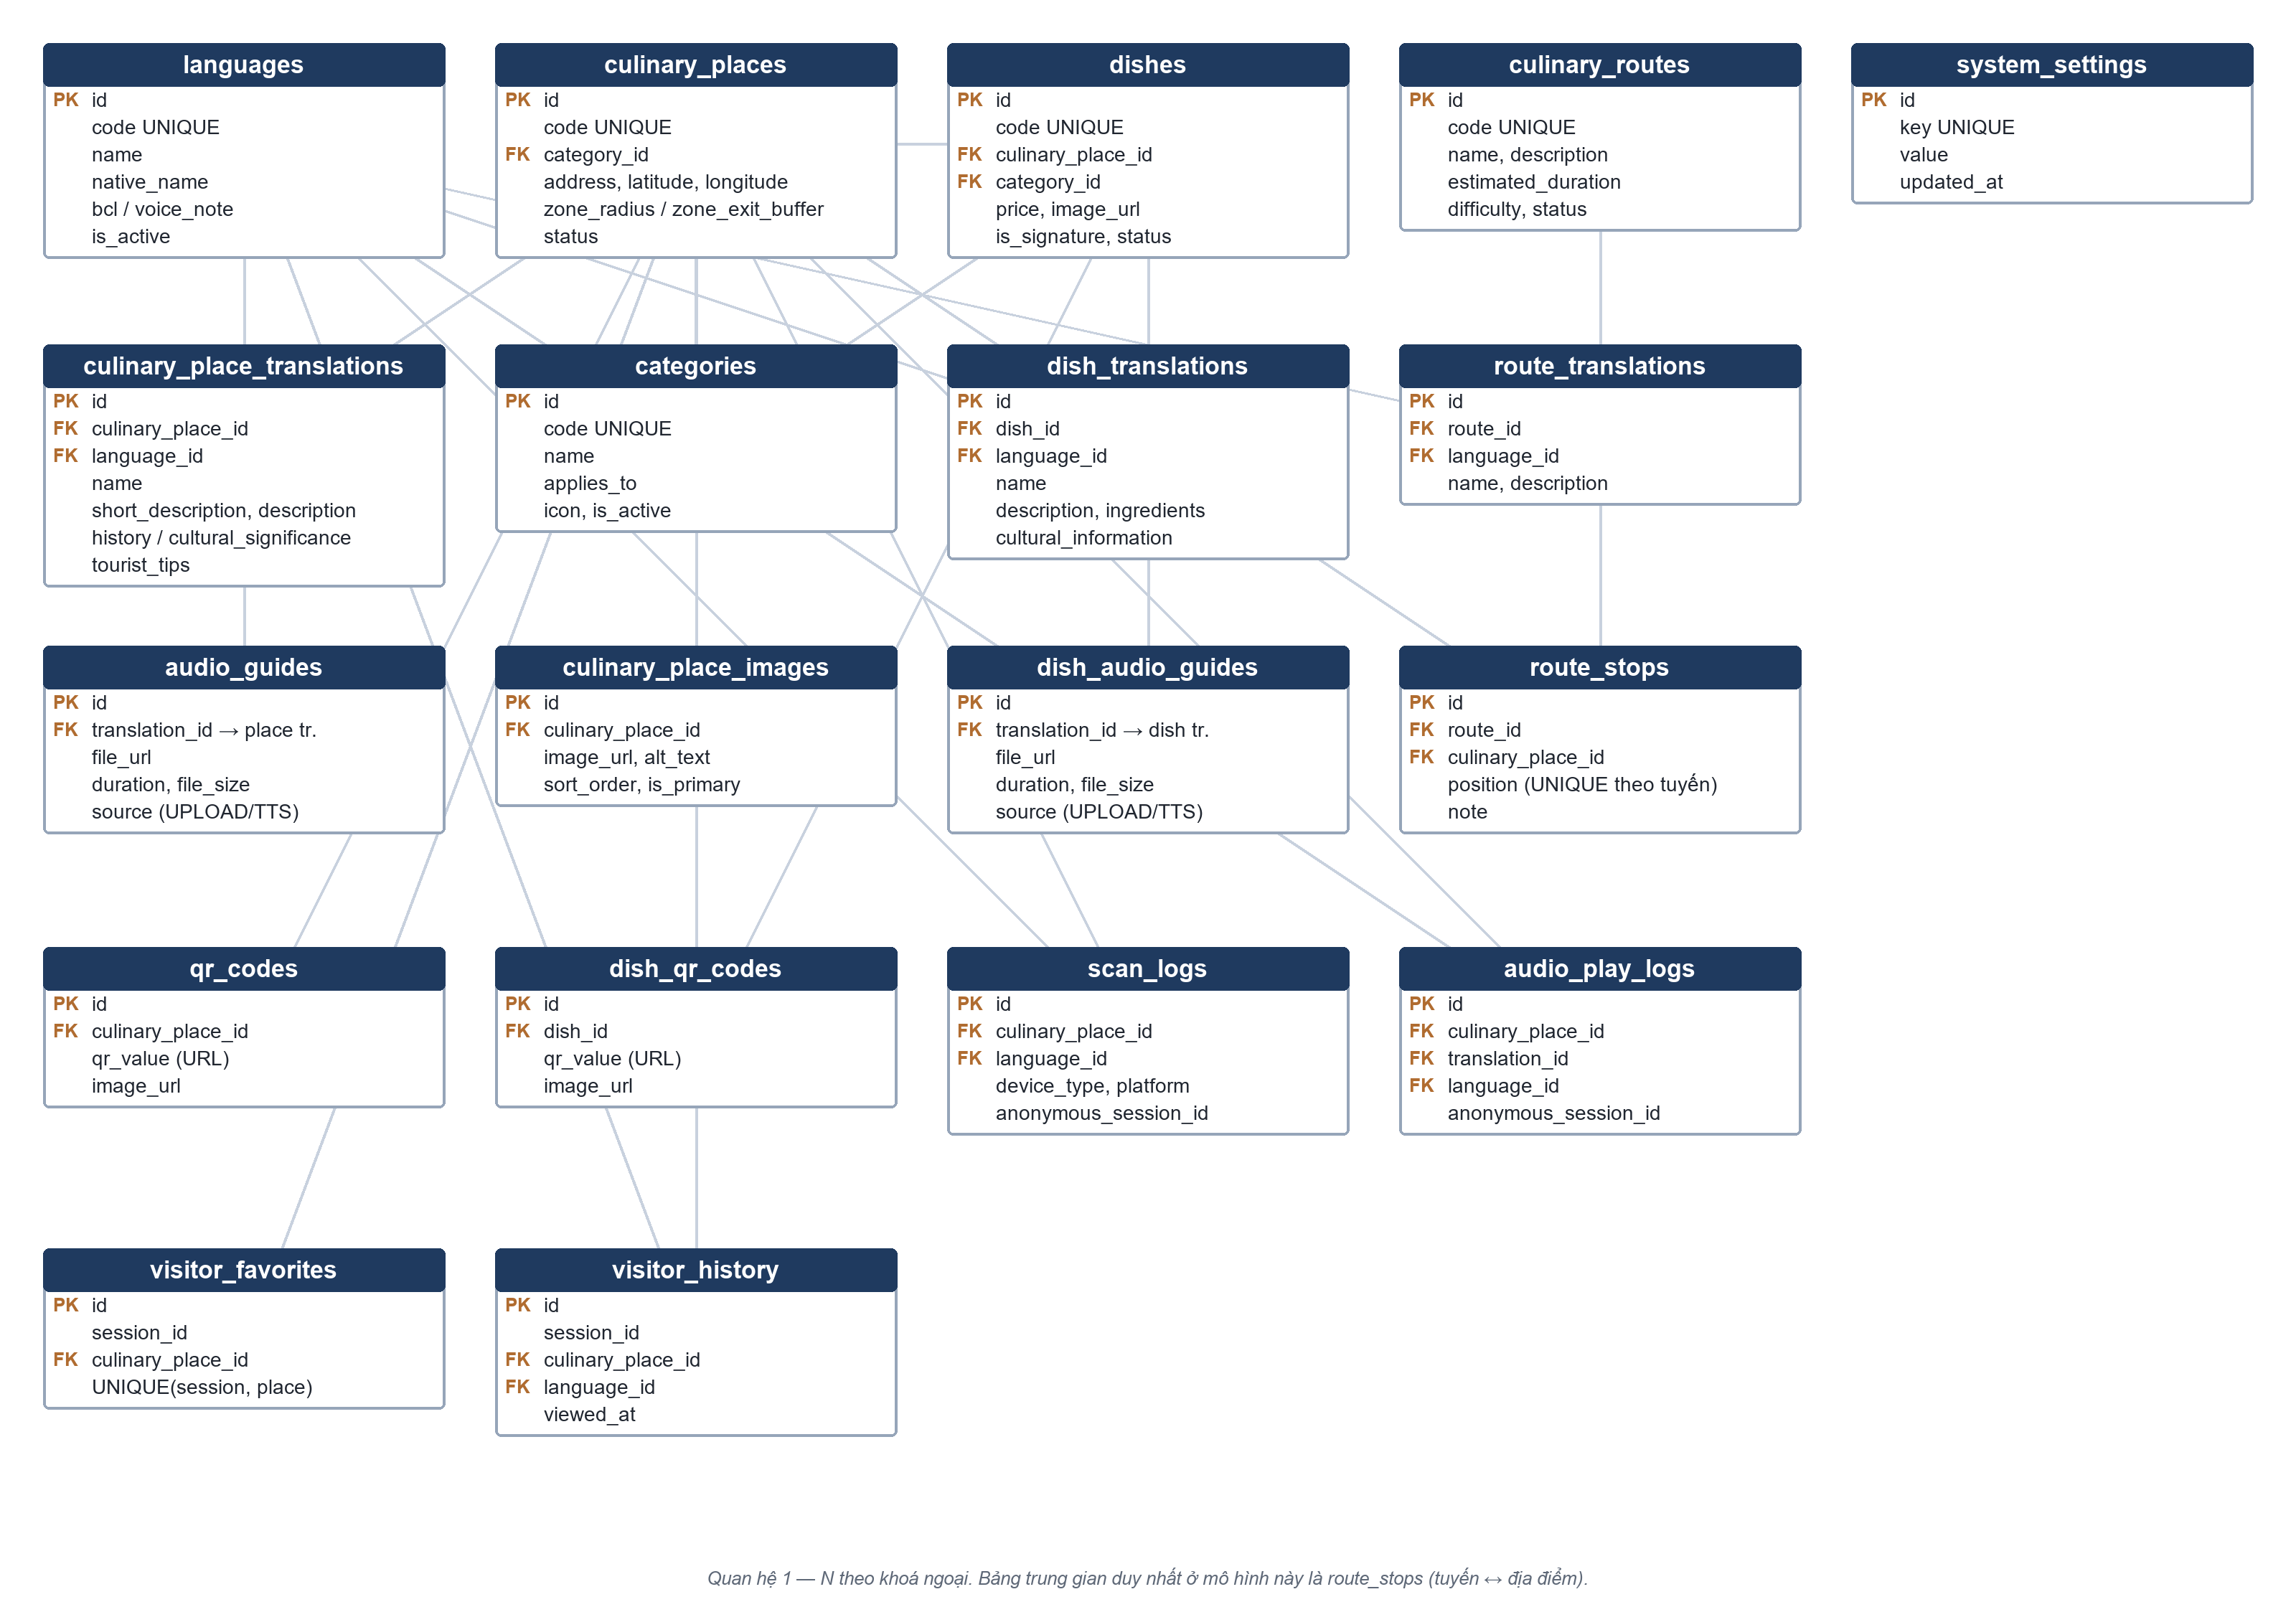 languages
PK id
code UNIQUE
name
native_name
bcl / voice_note
is_active
culinary_places
PK id
code UNIQUE
FK category_id
address, latitude, longitude
zone_radius / zone_exit_buffer
status
dishes
PK id
code UNIQUE
FK culinary_place_id
FK category_id
price, image_url
is_signature, status
culinary_routes
PK id
code UNIQUE
name, description
estimated_duration
difficulty, status
system_settings
PK id
key UNIQUE
value
updated_at
culinary_place_translations
PK id
FK culinary_place_id
FK language_id
name
short_description, description
history / cultural_significance
tourist_tips
categories
PK id
code UNIQUE
name
applies_to
icon, is_active
dish_translations
PK id
FK dish_id
FK language_id
name
description, ingredients
cultural_information
route_translations
PK id
FK route_id
FK language_id
name, description
audio_guides
PK id
FK translation_id → place tr.
file_url
duration, file_size
source (UPLOAD/TTS)
culinary_place_images
PK id
FK culinary_place_id
image_url, alt_text
sort_order, is_primary
dish_audio_guides
PK id
FK translation_id → dish tr.
file_url
duration, file_size
source (UPLOAD/TTS)
route_stops
PK id
FK route_id
FK culinary_place_id
position (UNIQUE theo tuyến)
note
qr_codes
PK id
FK culinary_place_id
qr_value (URL)
image_url
dish_qr_codes
PK id
FK dish_id
qr_value (URL)
image_url
scan_logs
PK id
FK culinary_place_id
FK language_id
device_type, platform
anonymous_session_id
audio_play_logs
PK id
FK culinary_place_id
FK translation_id
FK language_id
anonymous_session_id
visitor_favorites
PK id
session_id
FK culinary_place_id
UNIQUE(session, place)
visitor_history
PK id
session_id
FK culinary_place_id
FK language_id
viewed_at
Quan hệ 1 — N theo khoá ngoại. Bảng trung gian duy nhất ở mô hình này là route_stops (tuyến ↔ địa điểm).